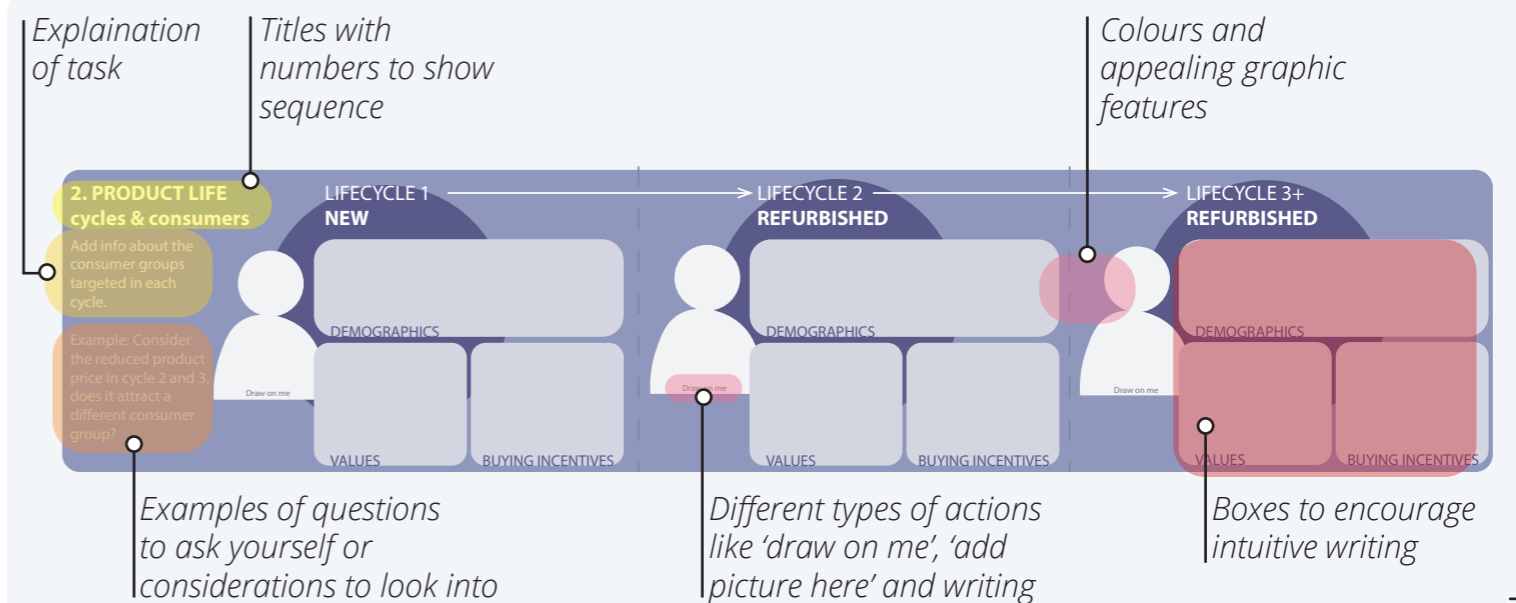 Explaination
of task
Titles with
numbers to show
sequence
Colours and
appealing graphic
features
2. PRODUCT LIFE
cycles & consumers
Add info about the
consumer groups
targeted in each
cycle.
Example: Consider
the reduced product
price in cycle 2 and 3,
does it attract a
different consumer
group?
LIFECYCLE 1
NEW
Draw on me
DEMOGRAPHICS
VALUES
BUYING INCENTIVES
LIFECYCLE 2
REFURBISHED
Draw on me
DEMOGRAPHICS
VALUES
BUYING INCENTIVES
LIFECYCLE 3+
REFURBISHED
Draw on me
DEMOGRAPHICS
VALUES
BUYING INCENTIVES
Examples of questions
to ask yourself or
considerations to look into
Different types of actions
like ‘draw on me’, ‘add
picture here’ and writing
Boxes to encourage
intuitive writing